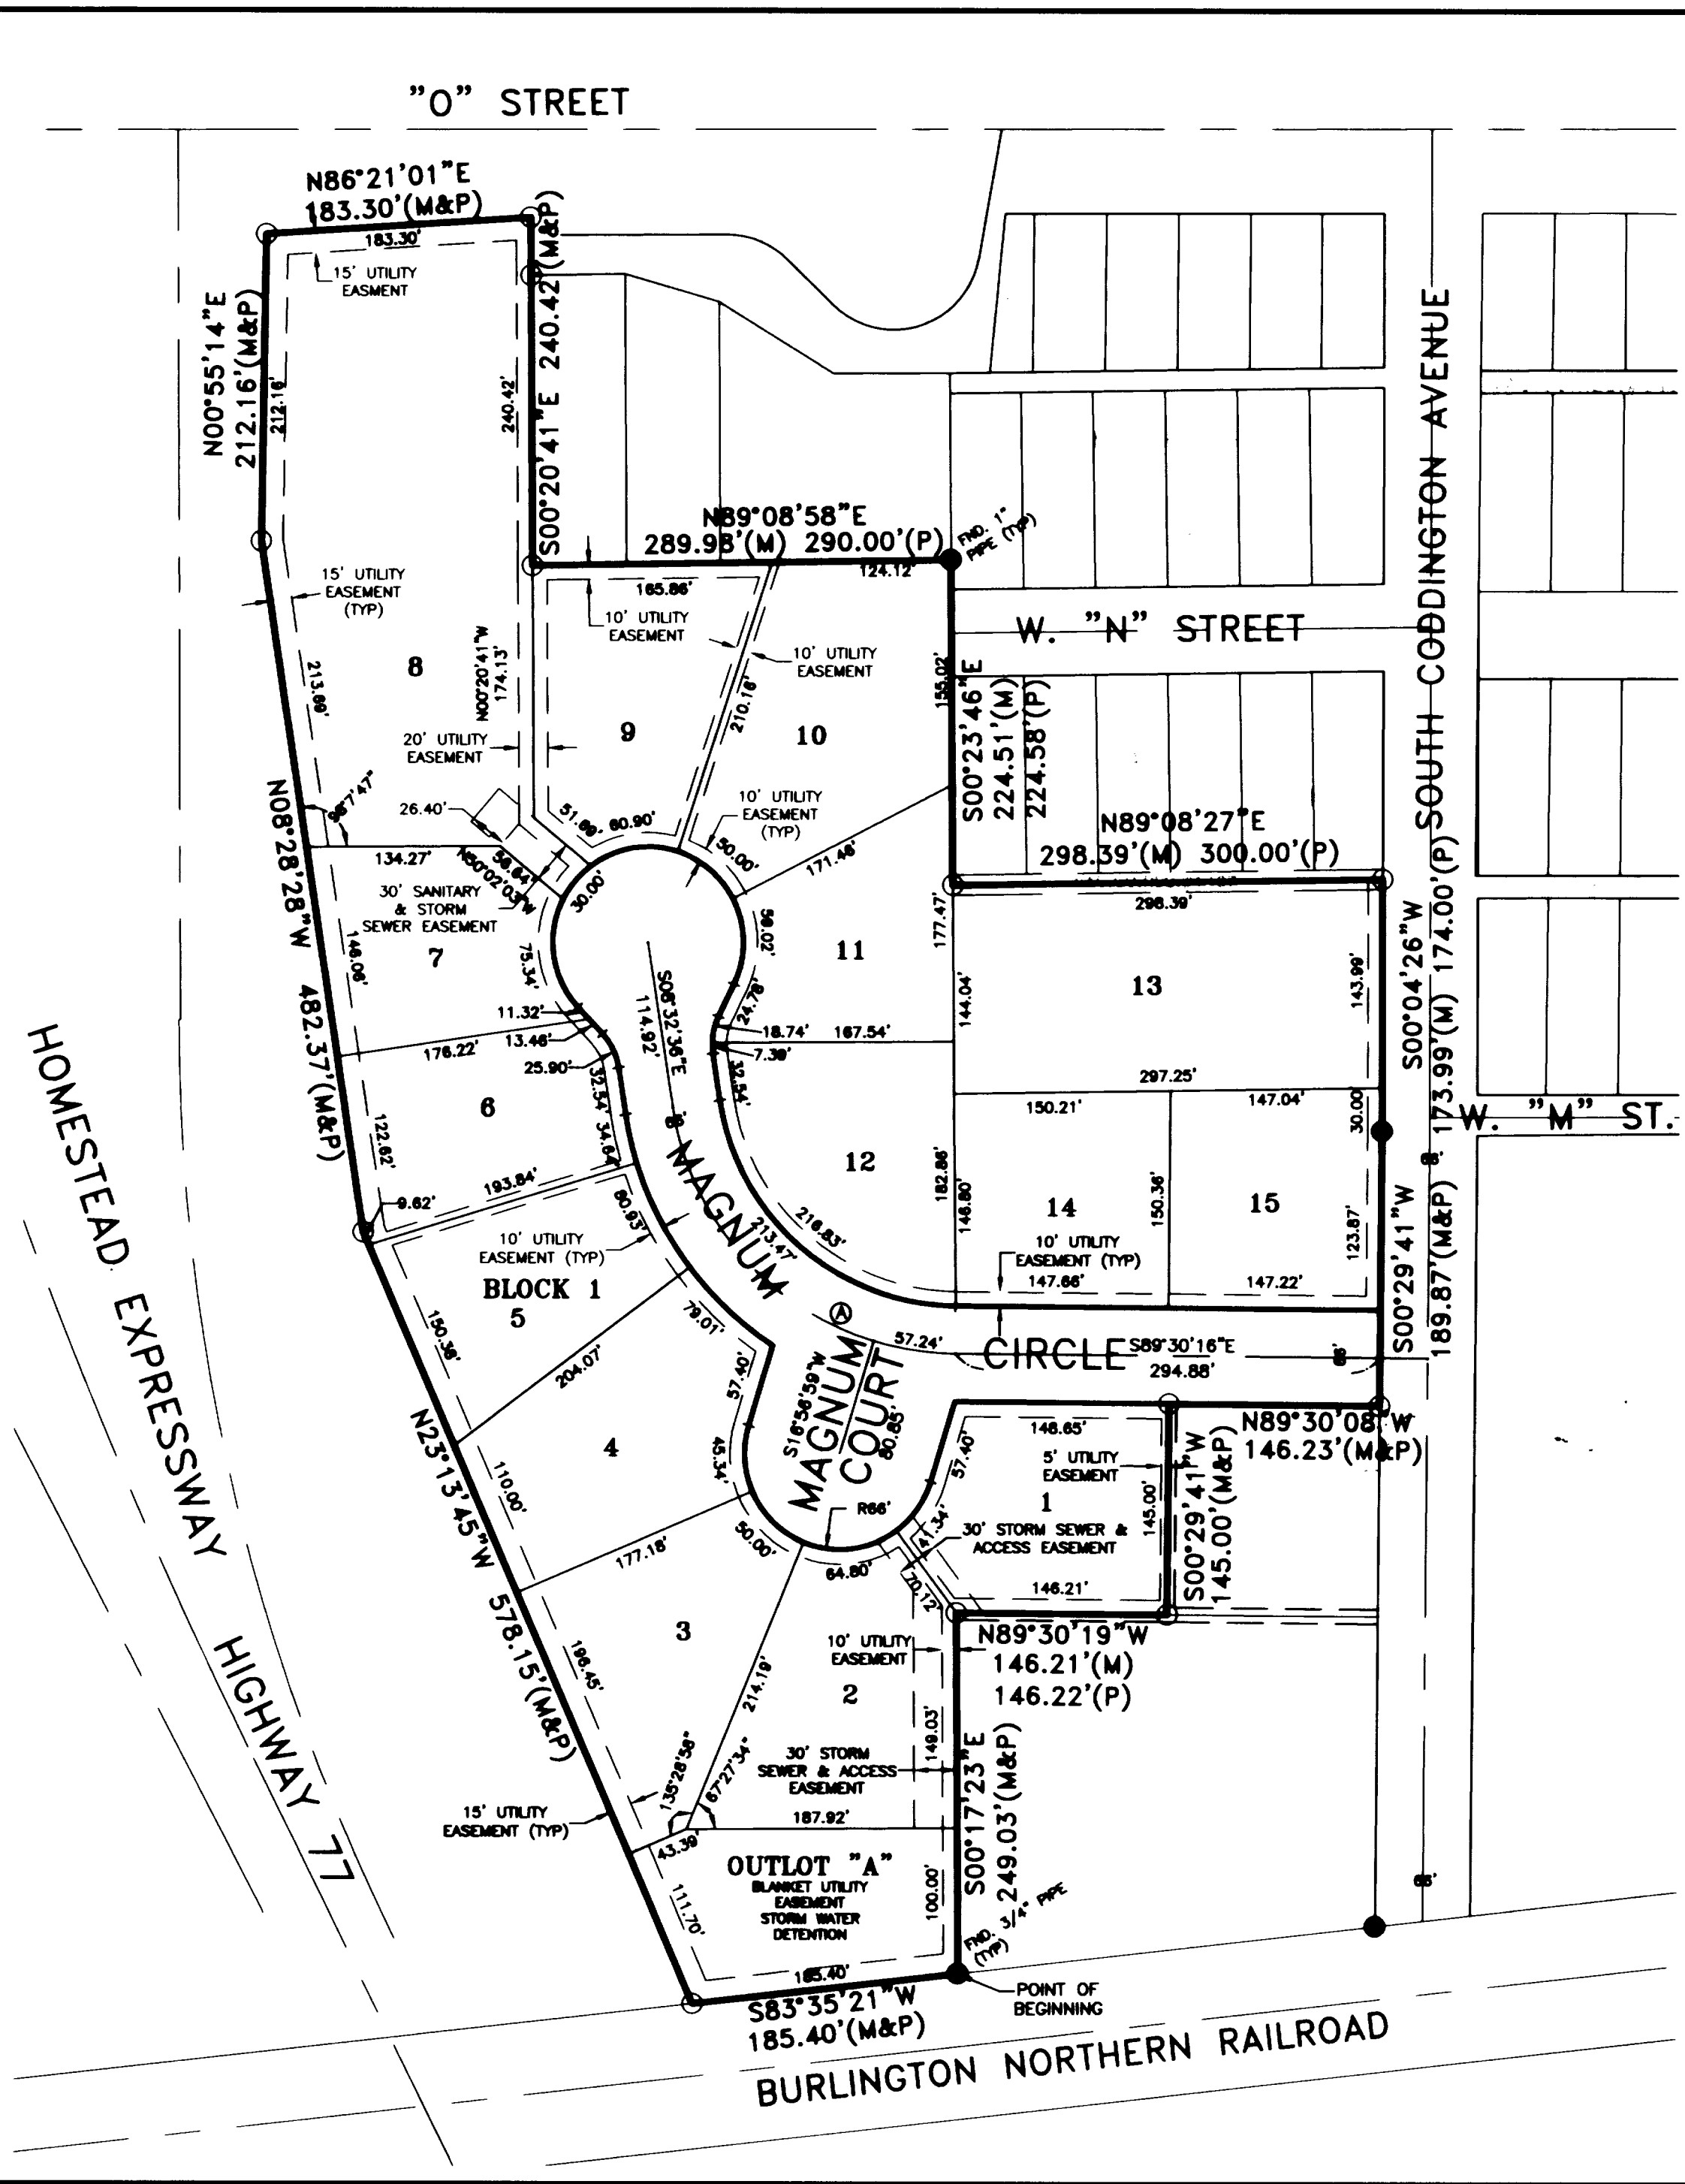 "O" STREET
N86°21'01"E
183.30'(M&P)
183.30'
15' UTILITY
EASMENT
N00°55'14"E
212.16'(M&P)
212.16'
240.42'
S00°20'41"E 240.42'(M&P)
N89°08'58"E
289.98'(M) 290.00'(P)
FND. 1"
PIPE (TYP)
124.12'
165.86'
10' UTILITY
EASEMENT
10' UTILITY
EASEMENT
15' UTILITY
EASEMENT
(TYP)
8
213.69'
N00°20'41"W
174.13'
20' UTILITY
EASEMENT
9
210.16'
10
155.02'
S00°23'46"E
224.51'(M)
224.58'(P)
W. "N" STREET
SOUTH CODDINGTON AVENUE
N08°28'28"W 482.37'(M&P)
26.40'
51.69'
60.90'
10' UTILITY
EASEMENT
(TYP)
50.00'
171.46'
N89°08'27"E
298.39'(M) 300.00'(P)
298.39'
134.27'
56.64'
N50°02'03"W
30' SANITARY
& STORM
SEWER EASEMENT
30.00'
7
146.06'
75.34'
59.02'
11
177.47'
144.04'
13
143.99'
S00°04'26"W
173.99'(M) 174.00'(P)
S08°32'36"E
114.92'
24.78'
11.32'
13.46'
18.74'
167.54'
7.39'
176.22'
25.90'
32.54'
32.54'
297.25'
150.21'
147.04'
30.00'
W. "M" ST.
6
34.64'
66'
122.62'
12
182.86'
146.80'
14
150.36'
15
123.87'
66'
S00°29'41"W
189.87'(M&P)
193.84'
9.62'
80.93'
MAGNUM
213.47'
216.83'
10' UTILITY
EASEMENT (TYP)
10' UTILITY
EASEMENT (TYP)
147.66'
147.22'
BLOCK 1
5
150.38'
204.07'
79.01'
A
57.24'
CIRCLE
S89°30'16"E
294.88'
66'
HOMESTEAD EXPRESSWAY
HIGHWAY 77
57.40'
S16°56'59"W
MAGNUM
COURT
80.85'
N23°13'45"W 578.15'(M&P)
110.00'
4
45.34'
R66'
57.40'
148.65'
5' UTILITY
EASEMENT
1
145.00'
N89°30'08"W
146.23'(M&P)
S00°29'41"W
145.00'(M&P)
30' STORM SEWER &
ACCESS EASEMENT
41.34'
177.18'
50.00'
64.80'
70.12'
146.21'
3
196.45'
214.19'
10' UTILITY
EASEMENT
N89°30'19"W
146.21'(M)
146.22'(P)
2
149.03'
30' STORM
SEWER & ACCESS
EASEMENT
S00°17'23"E
249.03'(M&P)
135°28'58"
67°27'34"
15' UTILITY
EASEMENT (TYP)
187.92'
43.39'
66'
OUTLOT "A"
BLANKET UTILITY
EASEMENT
STORM WATER
DETENTION
111.70'
100.00'
FND. 3/4" PIPE
(TYP)
185.40'
POINT OF
BEGINNING
S83°35'21"W
185.40'(M&P)
BURLINGTON NORTHERN RAILROAD